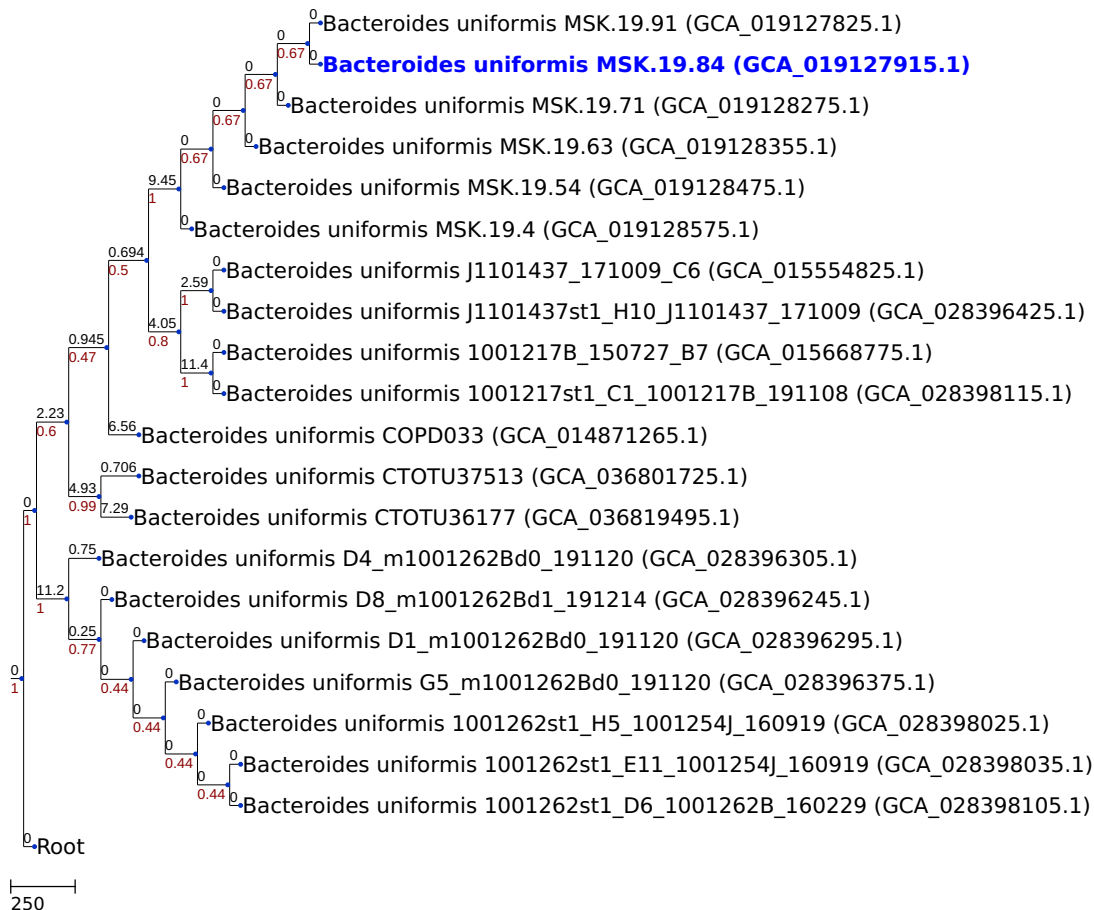 0
Bacteroides uniformis MSK.19.91 (GCA_019127825.1)
0
0.67
0
Bacteroides uniformis MSK.19.84 (GCA_019127915.1)
0
0.67
0
Bacteroides uniformis MSK.19.71 (GCA_019128275.1)
0
0.67
0
Bacteroides uniformis MSK.19.63 (GCA_019128355.1)
0
0.67
0
Bacteroides uniformis MSK.19.54 (GCA_019128475.1)
9.45
1
0
Bacteroides uniformis MSK.19.4 (GCA_019128575.1)
0.694
0.5
0
Bacteroides uniformis J1101437_171009_C6 (GCA_015554825.1)
2.59
1
0
Bacteroides uniformis J1101437st1_H10_J1101437_171009 (GCA_028396425.1)
4.05
0.8
0
Bacteroides uniformis 1001217B_150727_B7 (GCA_015668775.1)
0.945
0.47
11.4
1
0
Bacteroides uniformis 1001217st1_C1_1001217B_191108 (GCA_028398115.1)
2.23
0.6
6.56
Bacteroides uniformis COPD033 (GCA_014871265.1)
0.706
Bacteroides uniformis CTOTU37513 (GCA_036801725.1)
4.93
0.99
7.29
Bacteroides uniformis CTOTU36177 (GCA_036819495.1)
0
1
0.75
Bacteroides uniformis D4_m1001262Bd0_191120 (GCA_028396305.1)
11.2
1
0
Bacteroides uniformis D8_m1001262Bd1_191214 (GCA_028396245.1)
0.25
0.77
0
Bacteroides uniformis D1_m1001262Bd0_191120 (GCA_028396295.1)
0
0.44
0
Bacteroides uniformis G5_m1001262Bd0_191120 (GCA_028396375.1)
0
1
0
0.44
0
Bacteroides uniformis 1001262st1_H5_1001254J_160919 (GCA_028398025.1)
0
0.44
0
Bacteroides uniformis 1001262st1_E11_1001254J_160919 (GCA_028398035.1)
0
0.44
0
Bacteroides uniformis 1001262st1_D6_1001262B_160229 (GCA_028398105.1)
0
Root
250